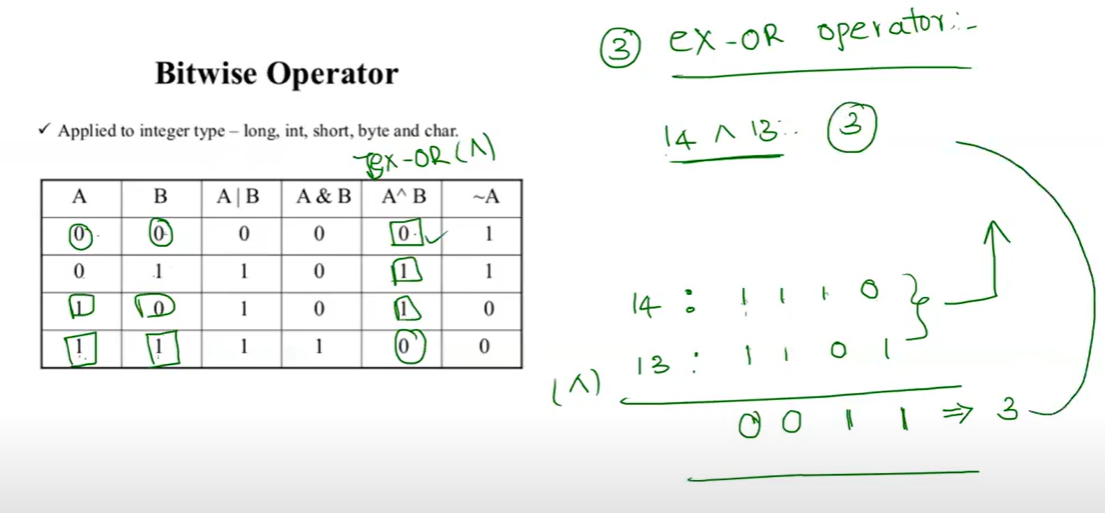 Bitwise Operator
✓ Applied to integer type – long, int, short, byte and char.
ex-OR (^)
A B A | B A & B A^ B ~A
0 0 0 0 0 1
0 1 1 0 1 1
1 0 1 0 1 0
1 1 1 1 0 0
③ ex-OR operator:-
14 ^ 13 :. ③
14 : 1 1 1 0
13 : 1 1 0 1
(^)
0 0 1 1 ⇒ 3